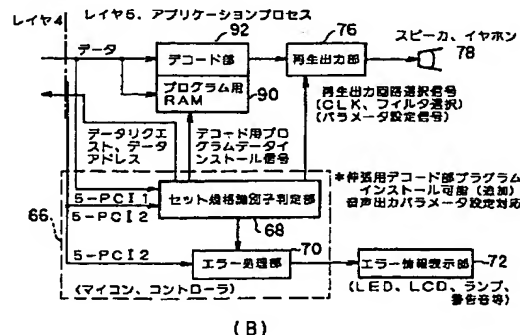 レイヤ4
レイヤ5、アプリケーションプロセス
データ
92
デコード部
プログラム用
RAM
90
76
再生出力部
スピーカ、イヤホン
78
再生出力回路選択信号
(CLK、フィルタ選択)
(パラメータ設定信号)
データリクエ
スト、データ
アドレス
デコード用プロ
グラムデータイ
ンストール信号
*伸張用デコード部プログラム
インストール可能(追加)
音声出力パラメータ設定対応
66
5-PCI1
5-PCI2
セット規格識別子判定部
68
5-PCI2
エラー処理部
70
エラー情報表示部
72
(マイコン、コントローラ)
(LED、LCD、ランプ、
警告音等)
(B)